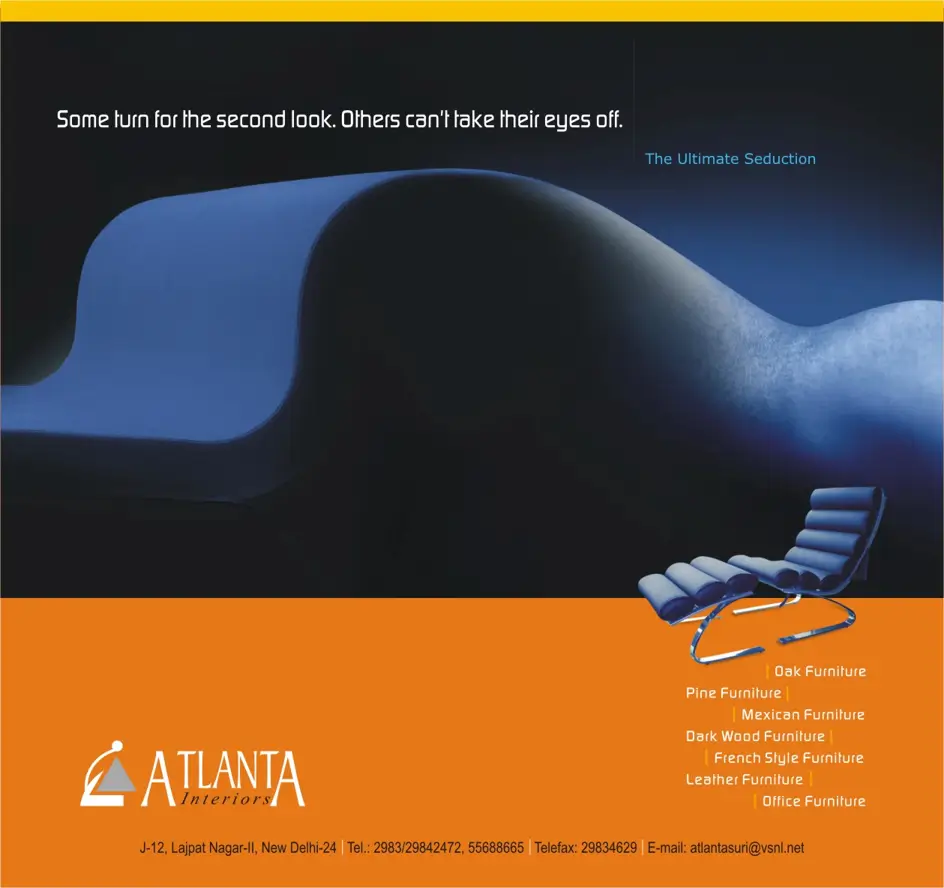 Some turn for the second look. Others can't take their eyes off.
The Ultimate Seduction
| Oak Furniture
Pine Furniture |
| Mexican Furniture
Dark Wood Furniture |
| French Style Furniture
Leather Furniture |
| Office Furniture
ATLANTA
Interiors
J-12, Lajpat Nagar-II, New Delhi-24 | Tel.: 2983/29842472, 55688665 | Telefax: 29834629 | E-mail: atlantasuri@vsnl.net